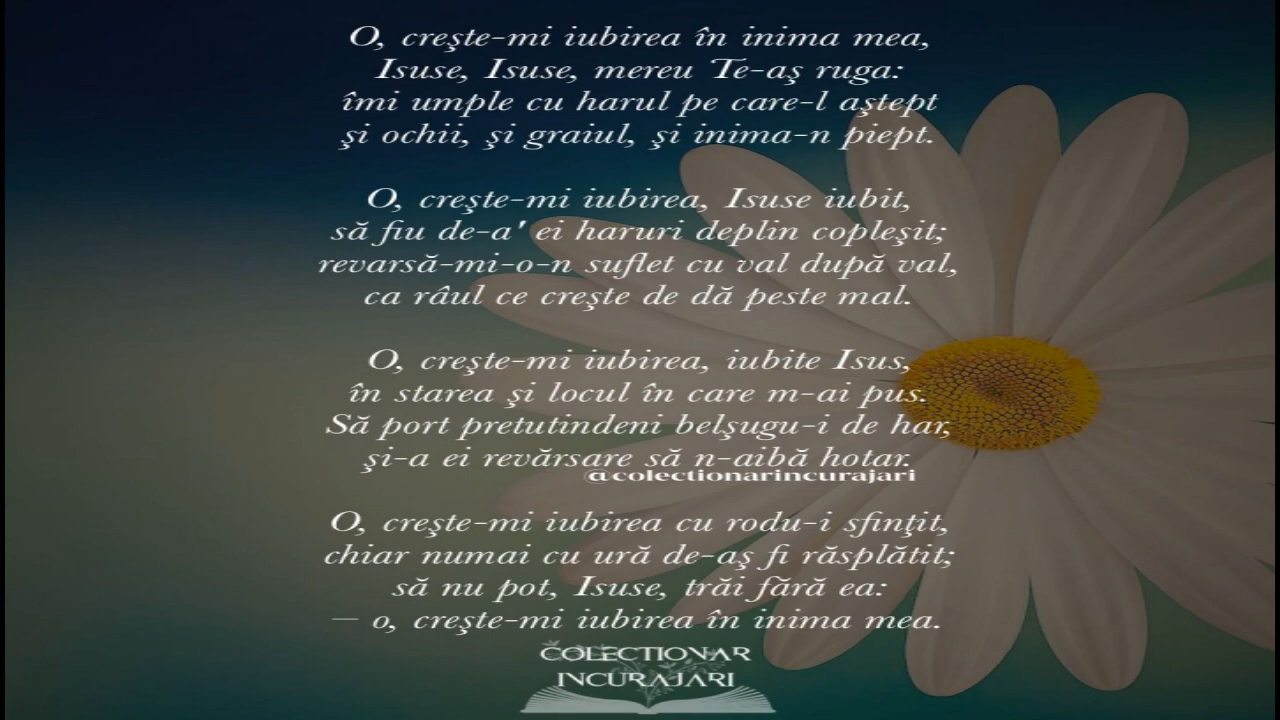 O, creşte-mi iubirea în inima mea,
Isuse, Isuse, mereu Te-aş ruga:
îmi umple cu harul pe care-l aştept
şi ochii, şi graiul, şi inima-n piept.
O, creşte-mi iubirea, Isuse iubit,
să fiu de-a' ei haruri deplin copleşit;
revarsă-mi-o-n suflet cu val după val,
ca râul ce creşte de dă peste mal.
O, creşte-mi iubirea, iubite Isus,
în starea şi locul în care m-ai pus.
Să port pretutindeni belşugu-i de har,
şi-a ei revărsare să n-aibă hotar.
@colectionarincurajari
O, creşte-mi iubirea cu rodu-i sfinţit,
chiar numai cu ură de-aş fi răsplătit;
să nu pot, Isuse, trăi fără ea:
– o, creşte-mi iubirea în inima mea.
COLECTIONAR
INCURAJARI